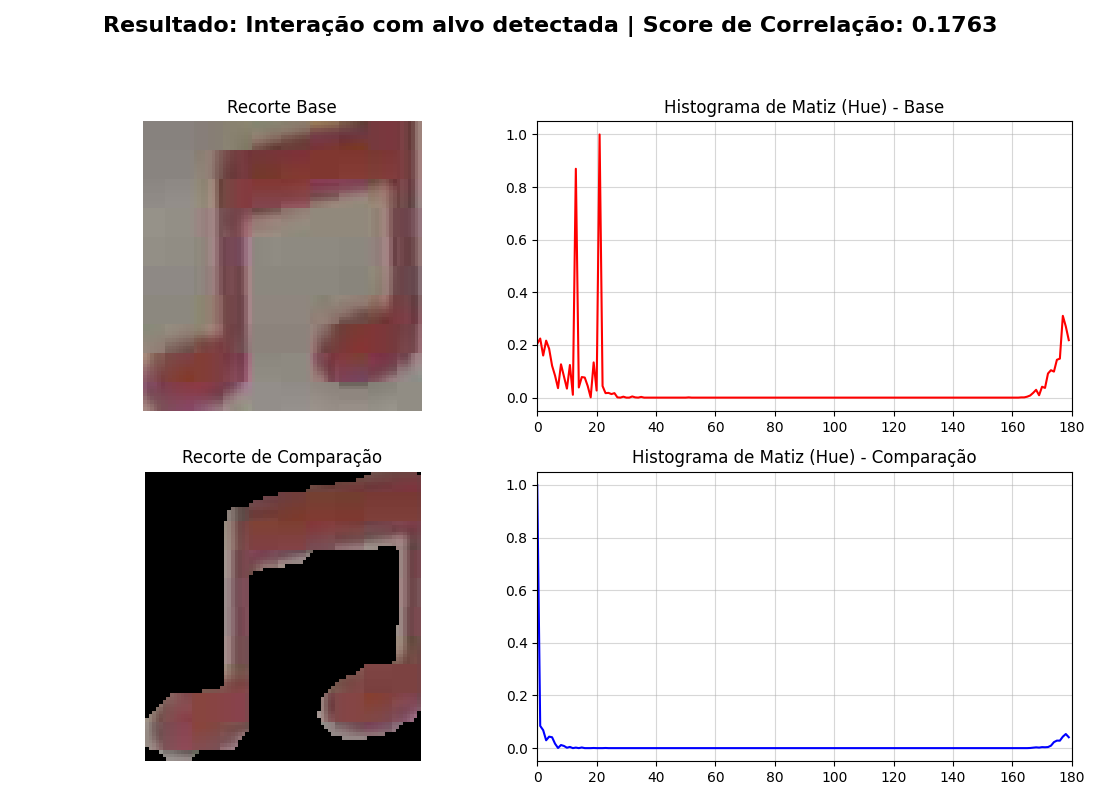 Resultado: Interação com alvo detectada | Score de Correlação: 0.1763
Recorte Base
Histograma de Matiz (Hue) - Base
1.0
0.8
0.6
0.4
0.2
0.0
0 20 40 60 80 100 120 140 160 180
Recorte de Comparação
Histograma de Matiz (Hue) - Comparação
1.0
0.8
0.6
0.4
0.2
0.0
0 20 40 60 80 100 120 140 160 180